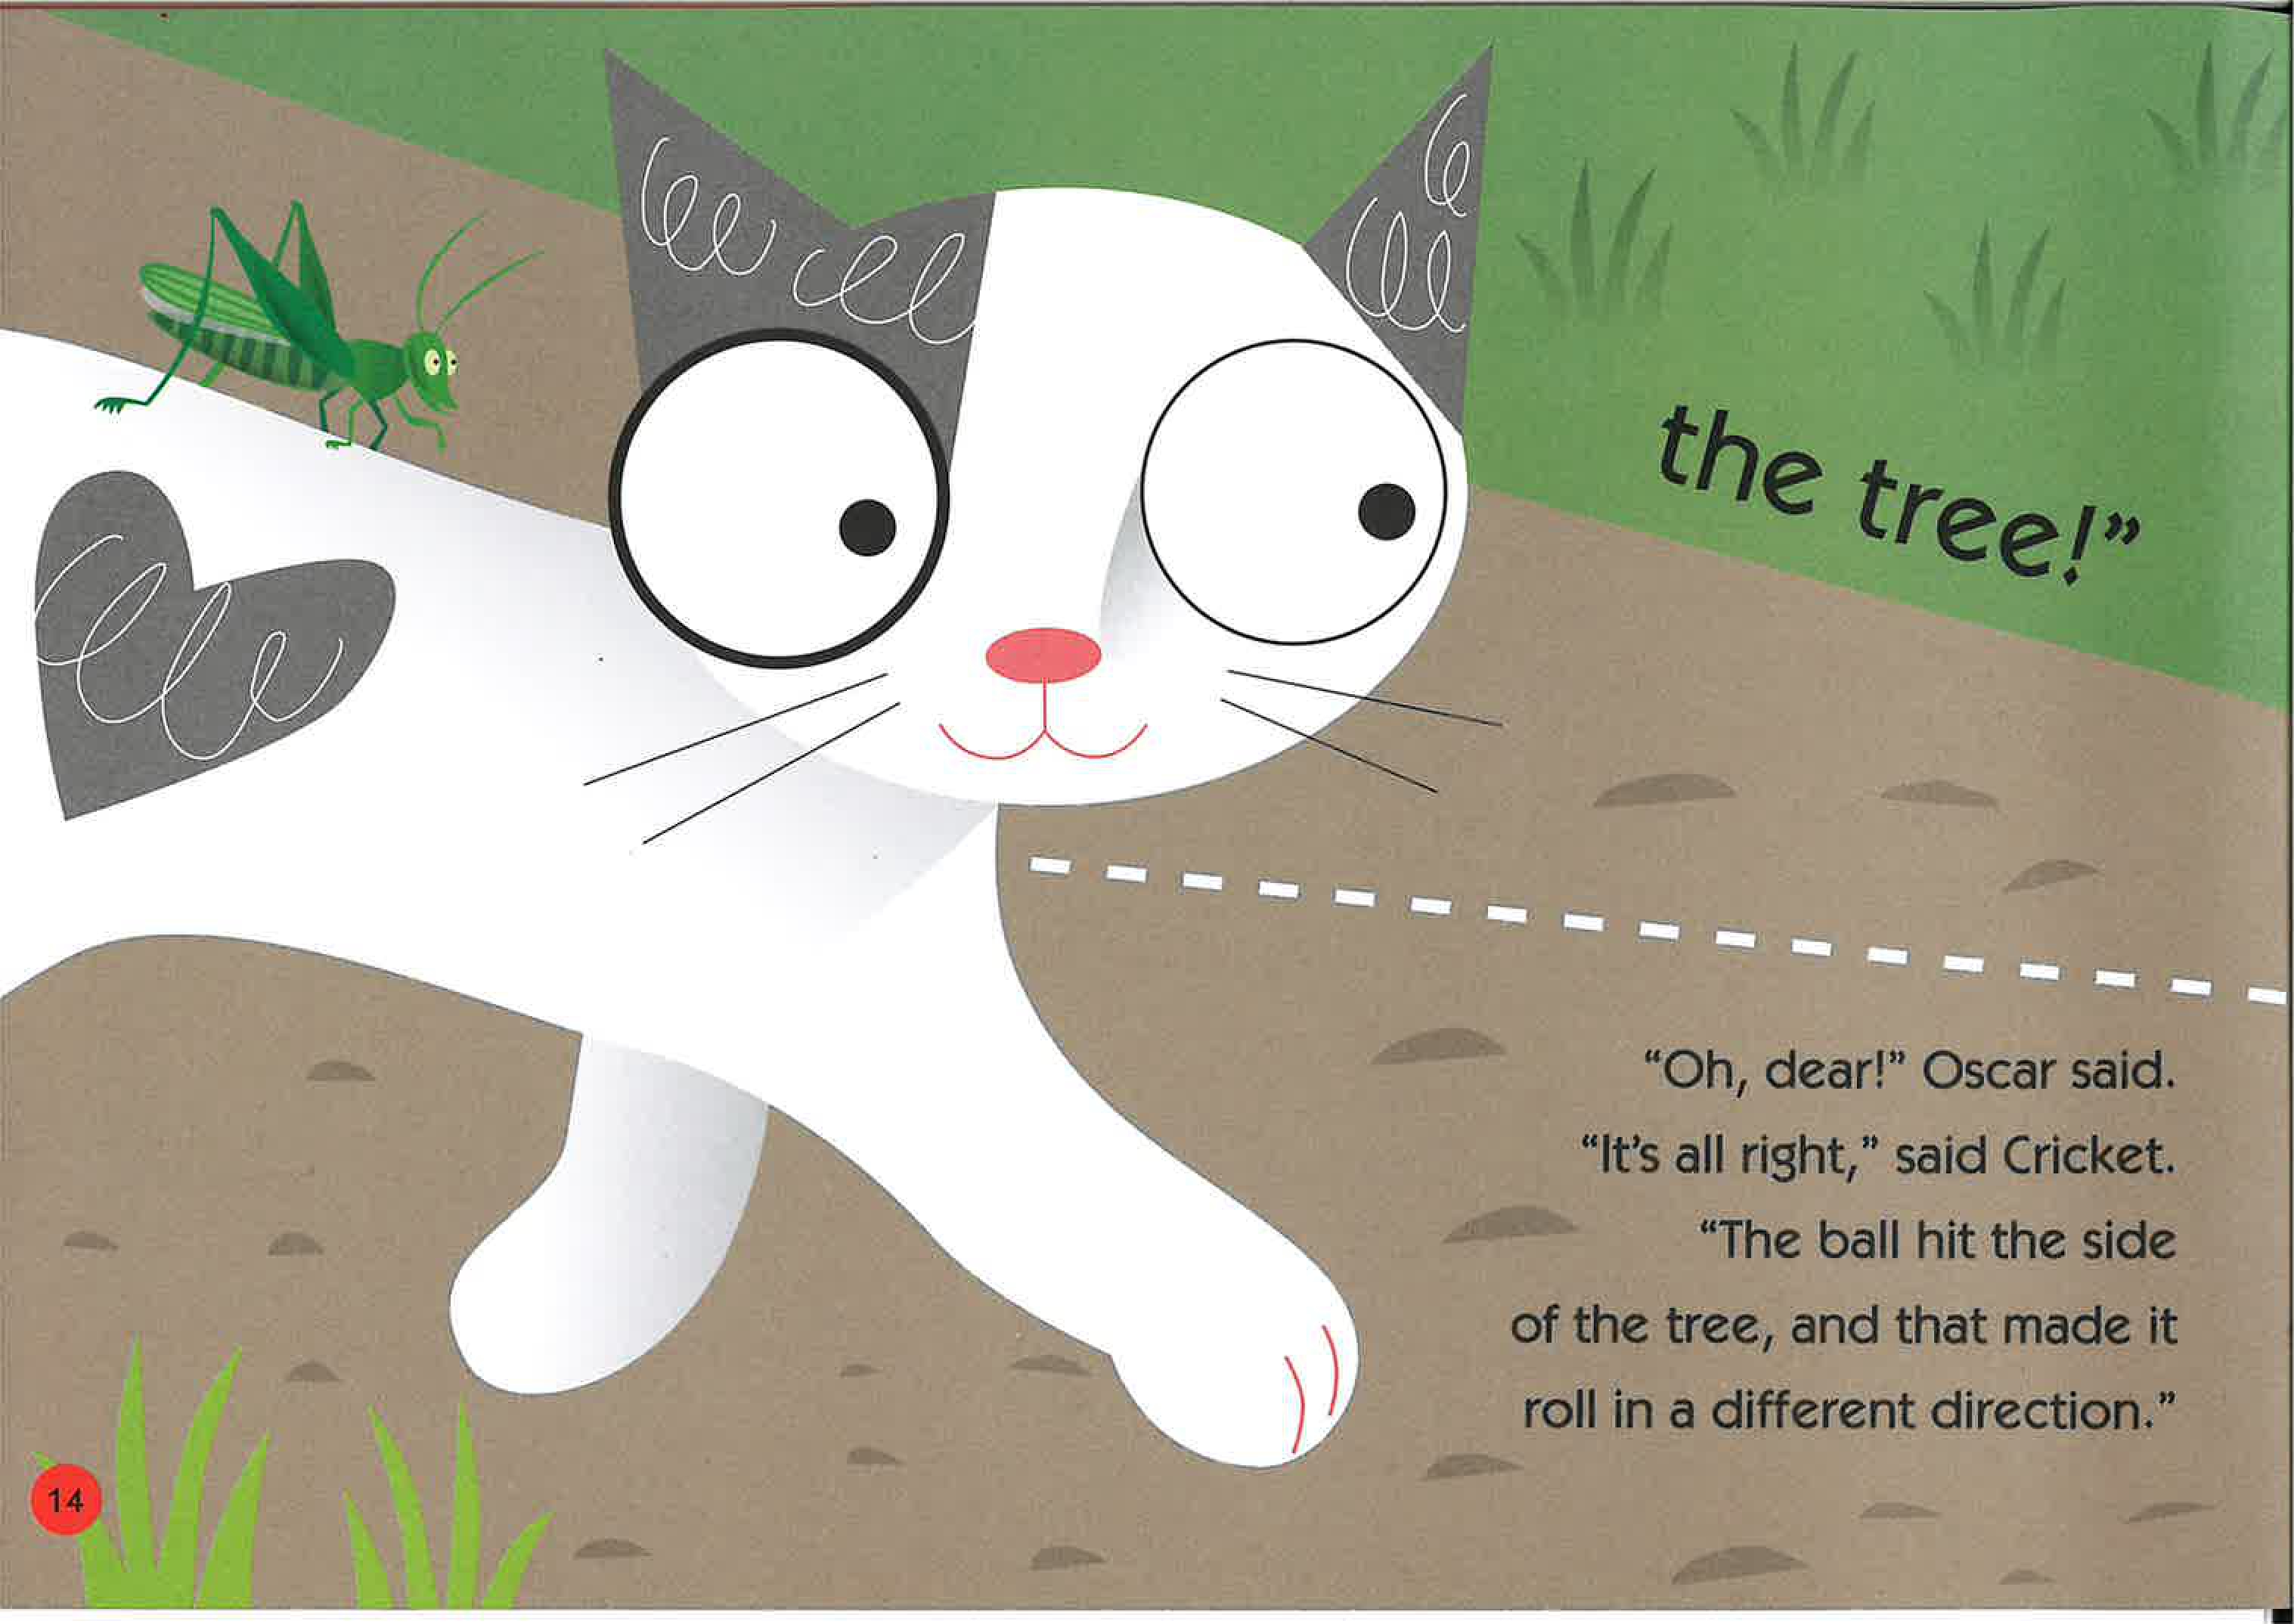 the tree!”
“Oh, dear!” Oscar said.
“It’s all right,” said Cricket.
“The ball hit the side
of the tree, and that made it
roll in a different direction.”
14